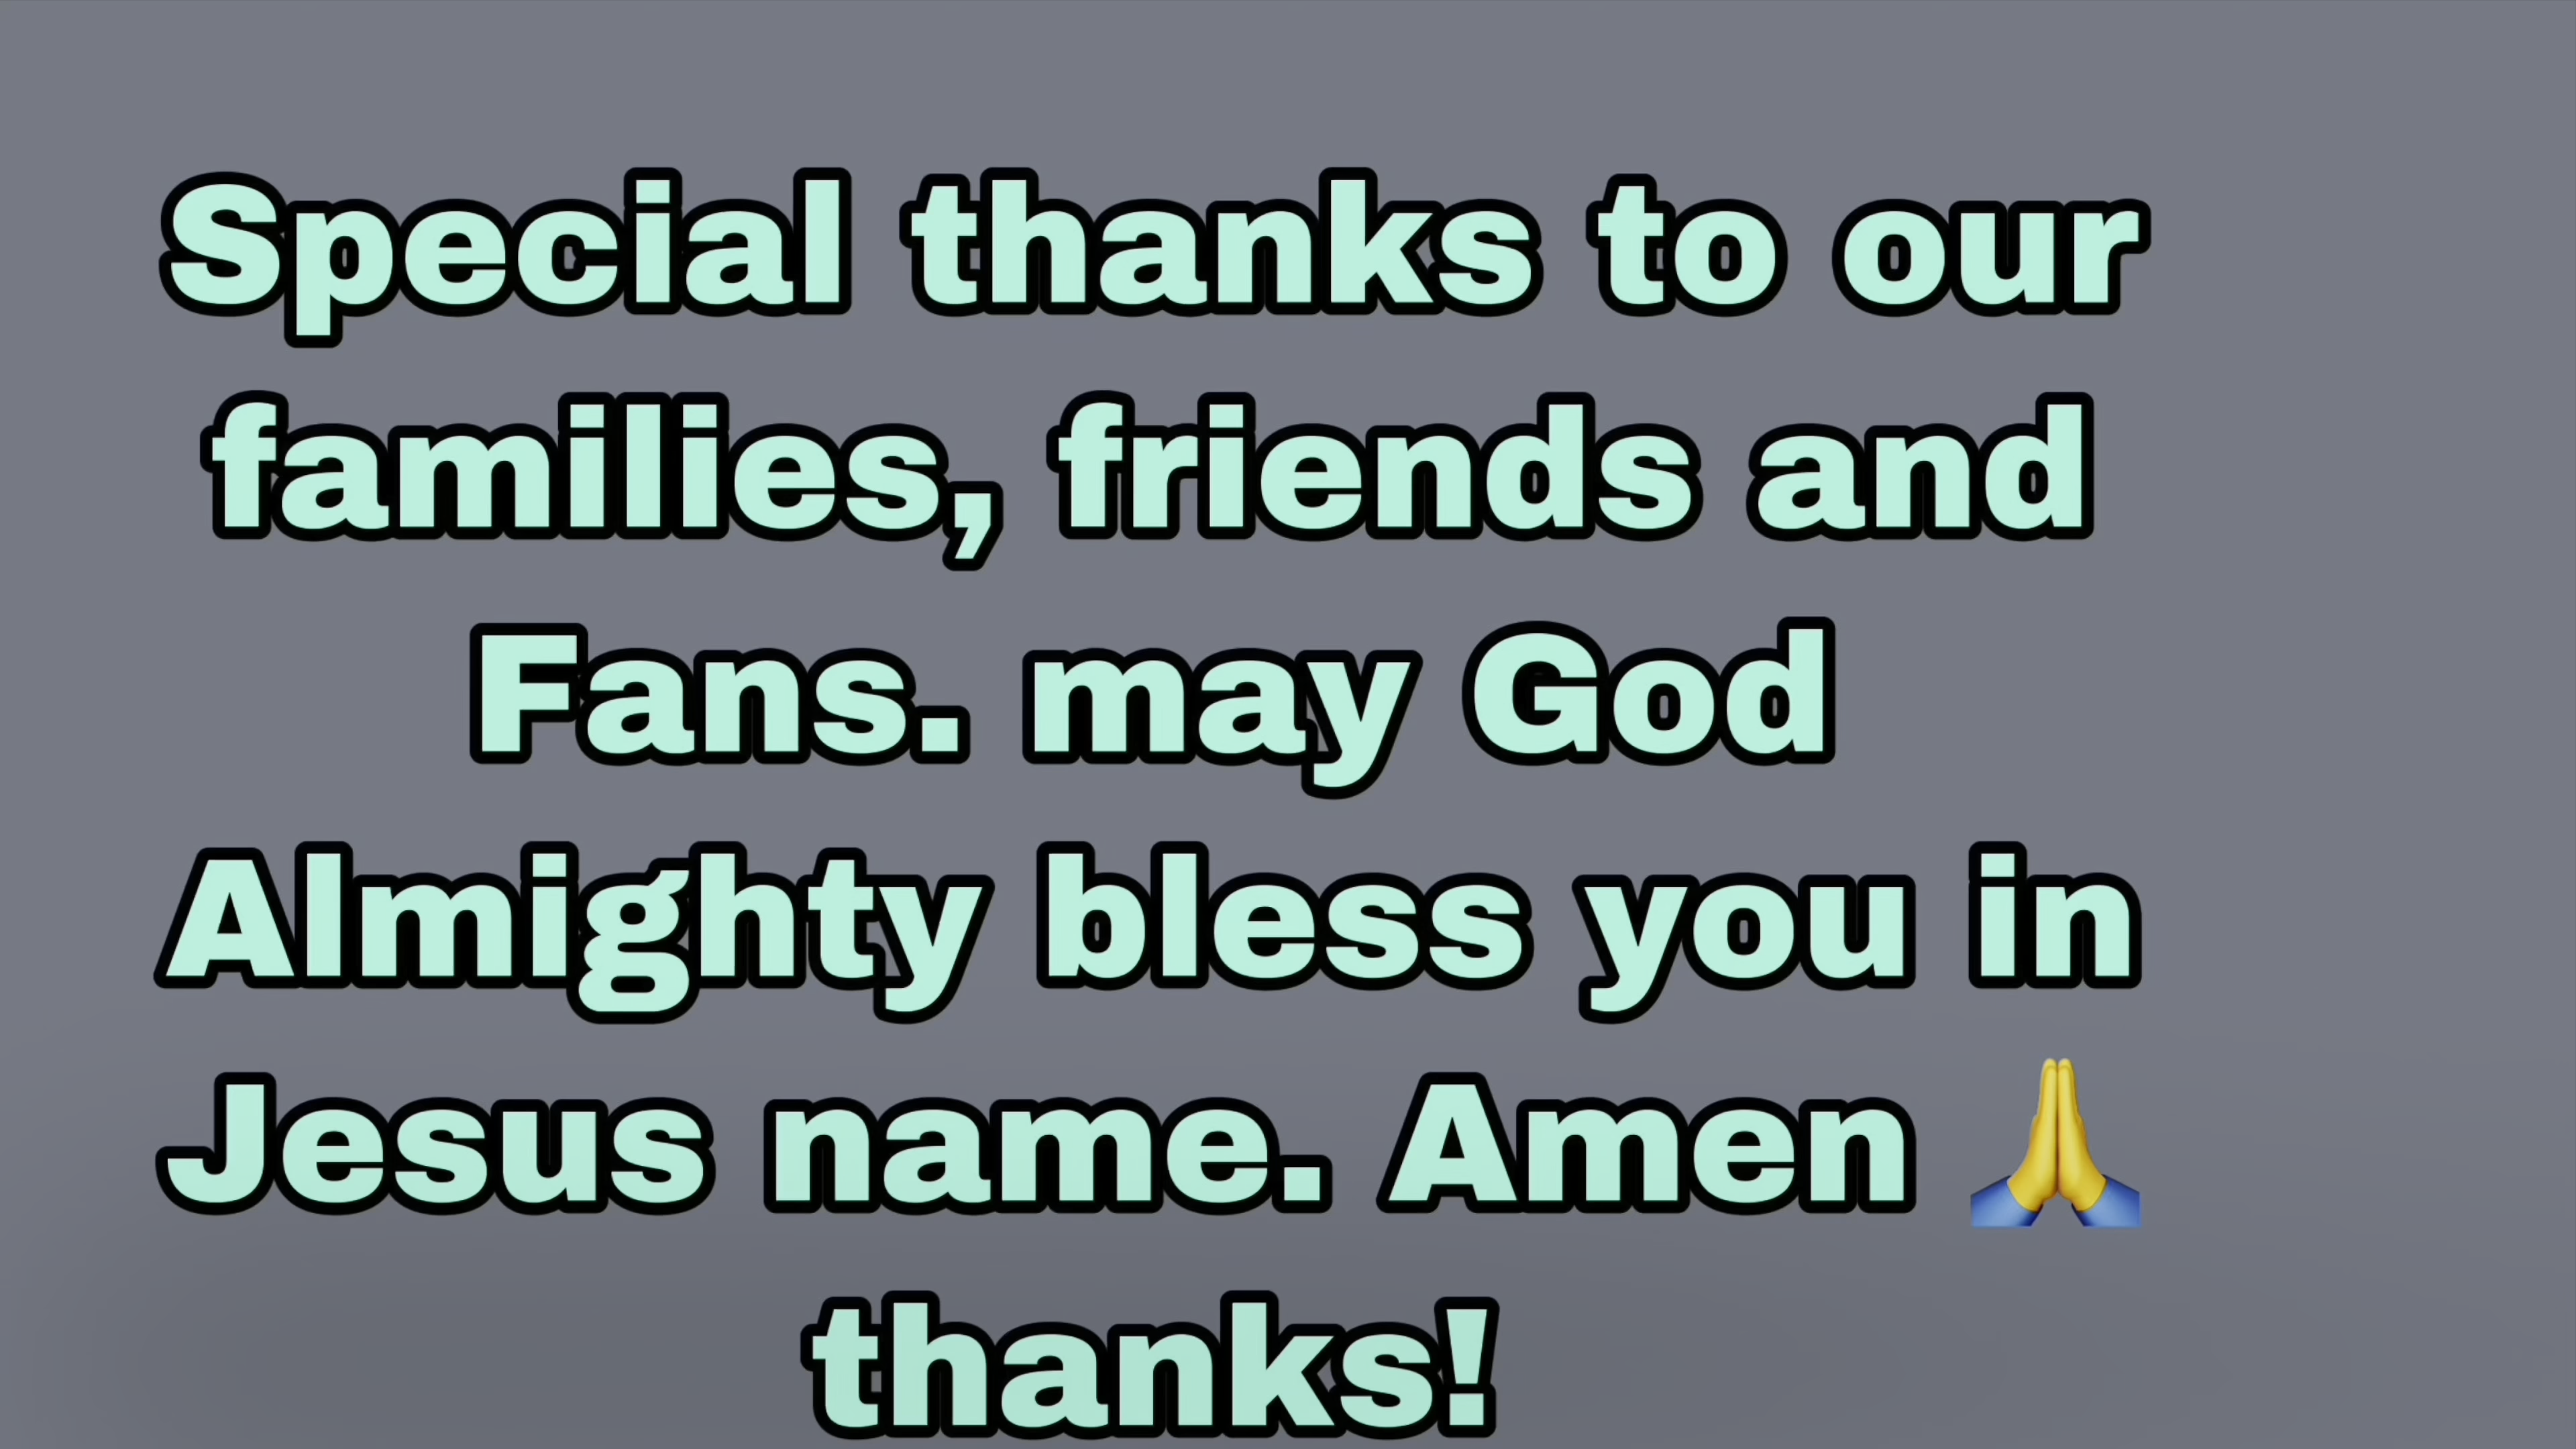 Special thanks to our
families, friends and
Fans. may God
Almighty bless you in
Jesus name. Amen 🙏
thanks!